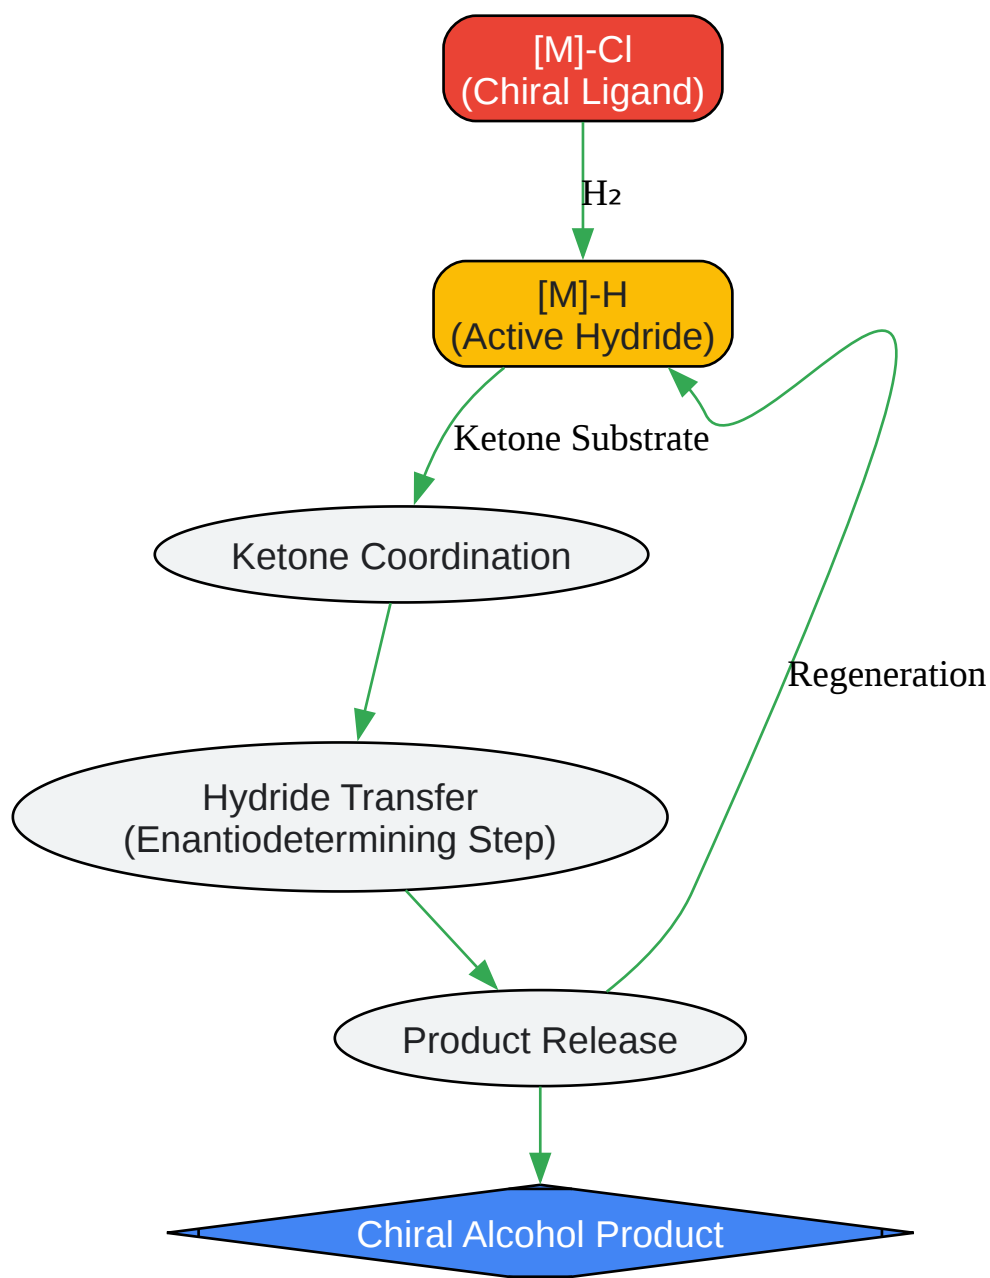 [M]-Cl
(Chiral Ligand)
H₂
[M]-H
(Active Hydride)
Ketone Substrate
Ketone Coordination
Regeneration
Hydride Transfer
(Enantiodetermining Step)
Product Release
Chiral Alcohol Product